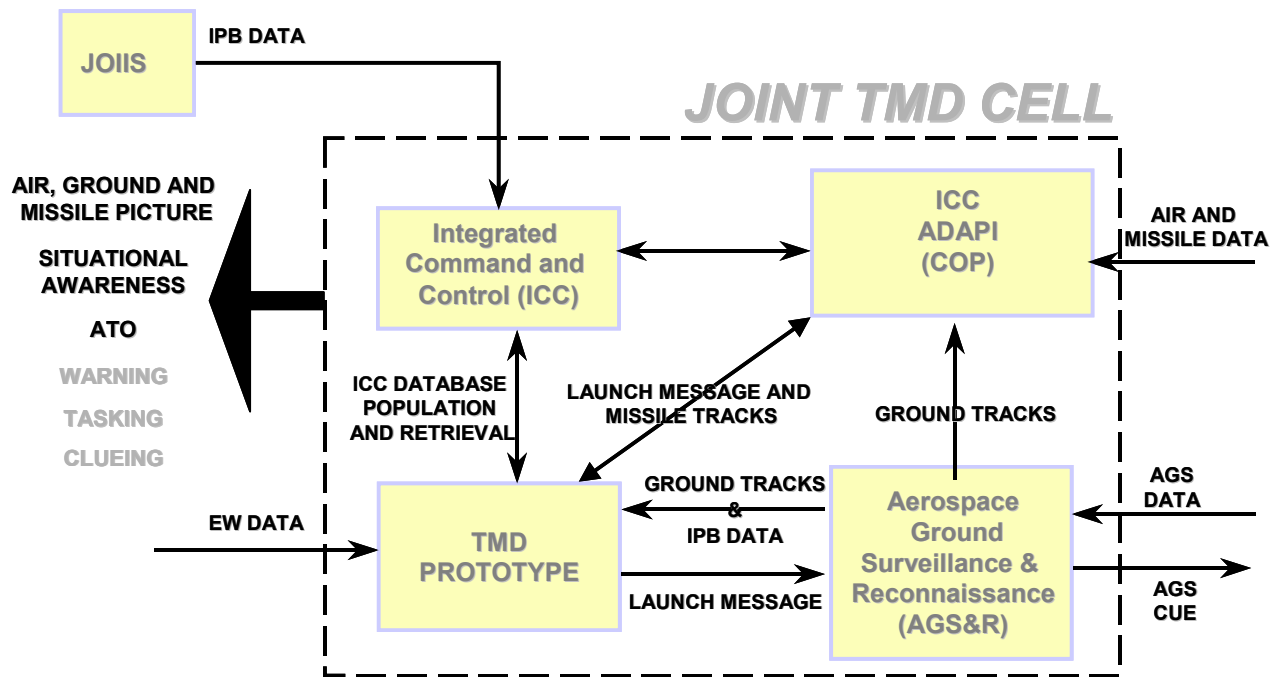 IPB DATA
JOIIS
JOINT TMD CELL
AIR, GROUND AND
MISSILE PICTURE
SITUATIONAL
AWARENESS
ATO
WARNING
TASKING
CLUEING
Integrated
Command and
Control (ICC)
ICC
ADAPI
(COP)
AIR AND
MISSILE DATA
ICC DATABASE
POPULATION
AND RETRIEVAL
LAUNCH MESSAGE AND
MISSILE TRACKS
GROUND TRACKS
EW DATA
TMD
PROTOTYPE
GROUND TRACKS
&
IPB DATA
LAUNCH MESSAGE
Aerospace
Ground
Surveillance &
Reconnaissance
(AGS&R)
AGS
DATA
AGS
CUE